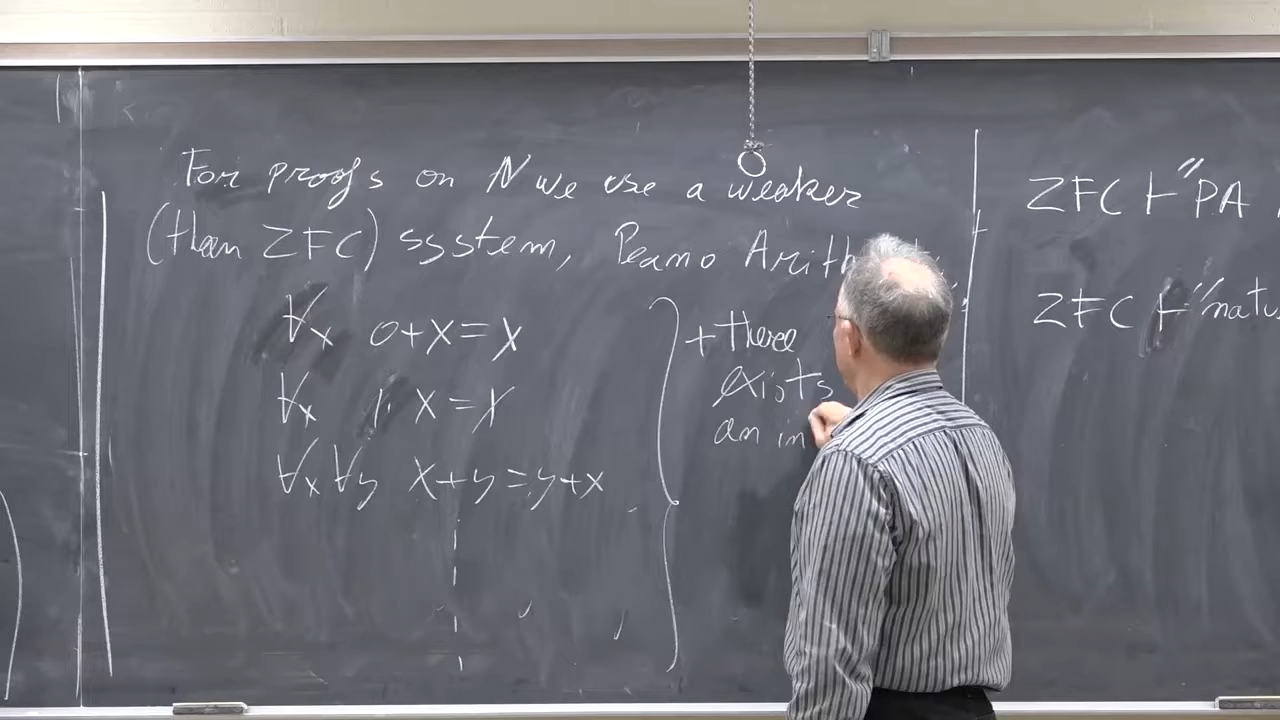 For proofs on N we use a weaker
(than ZFC) system, Peano Arith
∀x 0+x=x
∀x 1·x=x
∀x ∀y x+y=y+x
+ there
exists
an in
ZFC ⊢ "PA
ZFC ⊢ "natu